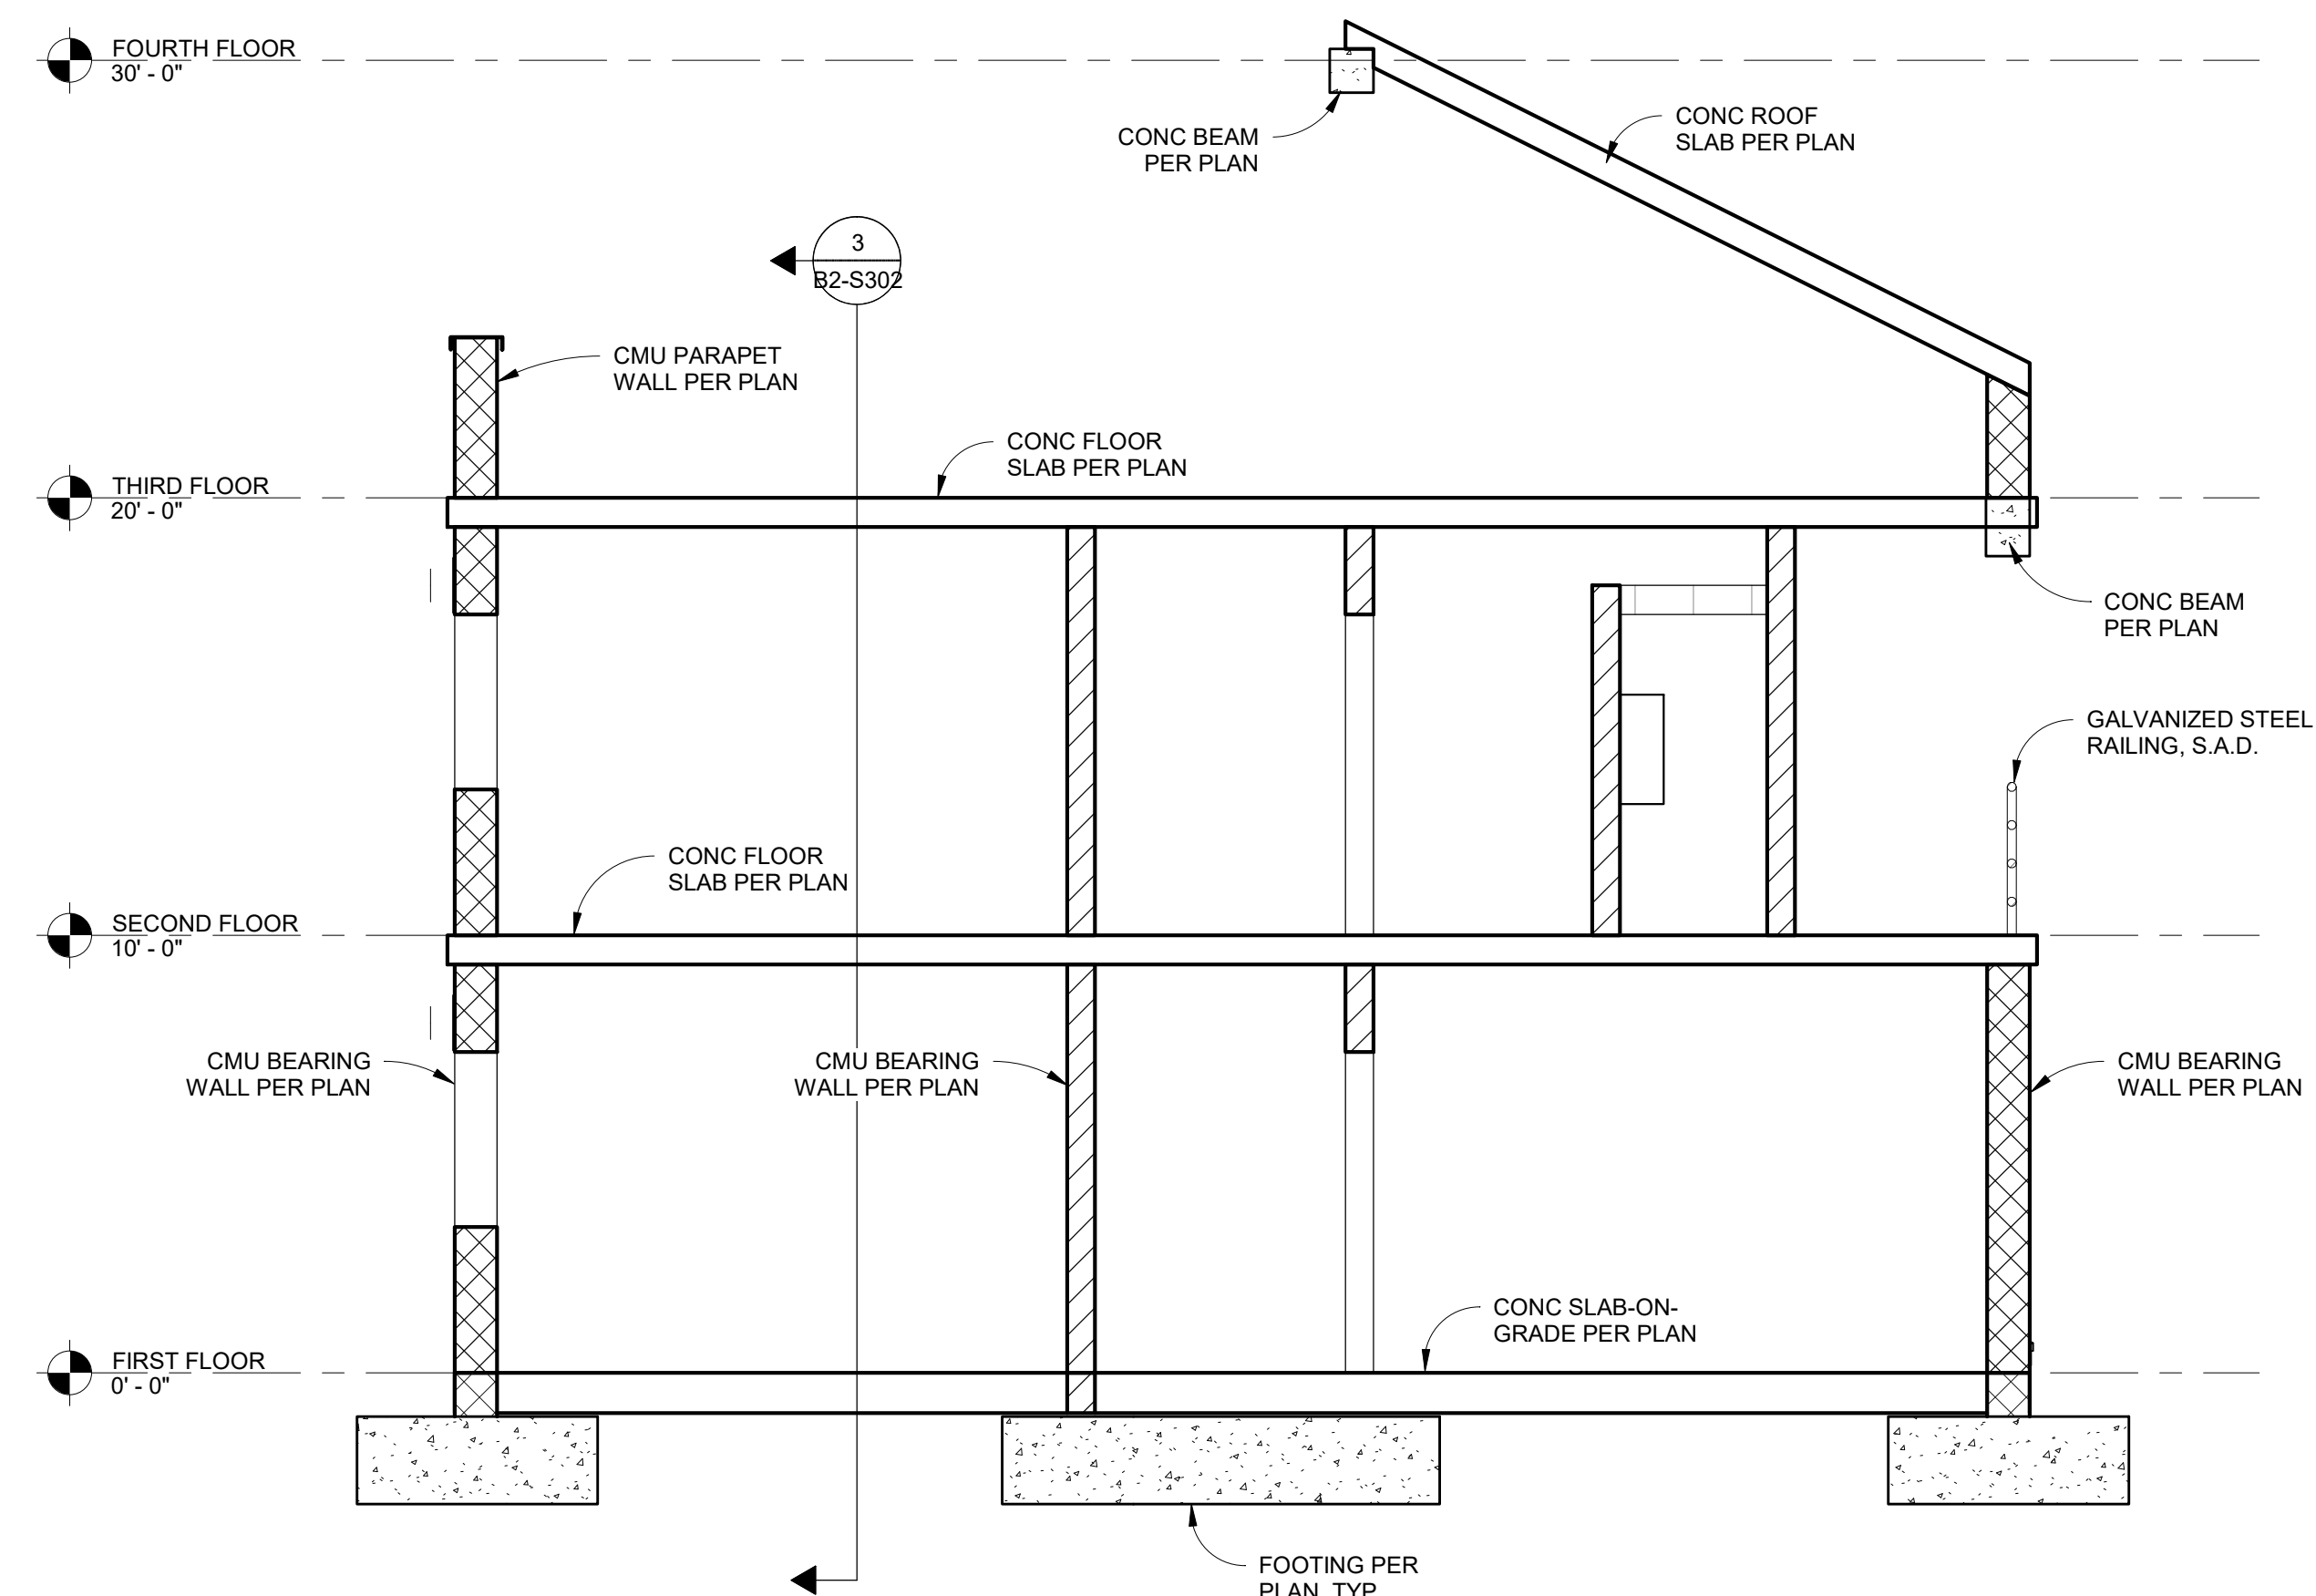 FOURTH FLOOR
30' - 0"
CONC ROOF
SLAB PER PLAN
CONC BEAM
PER PLAN
3
B2-S302
CMU PARAPET
WALL PER PLAN
CONC FLOOR
SLAB PER PLAN
THIRD FLOOR
20' - 0"
CONC BEAM
PER PLAN
GALVANIZED STEEL
RAILING, S.A.D.
CONC FLOOR
SLAB PER PLAN
SECOND FLOOR
10' - 0"
CMU BEARING
WALL PER PLAN
CMU BEARING
WALL PER PLAN
CMU BEARING
WALL PER PLAN
CONC SLAB-ON-
GRADE PER PLAN
FIRST FLOOR
0' - 0"
FOOTING PER
PLAN, TYP